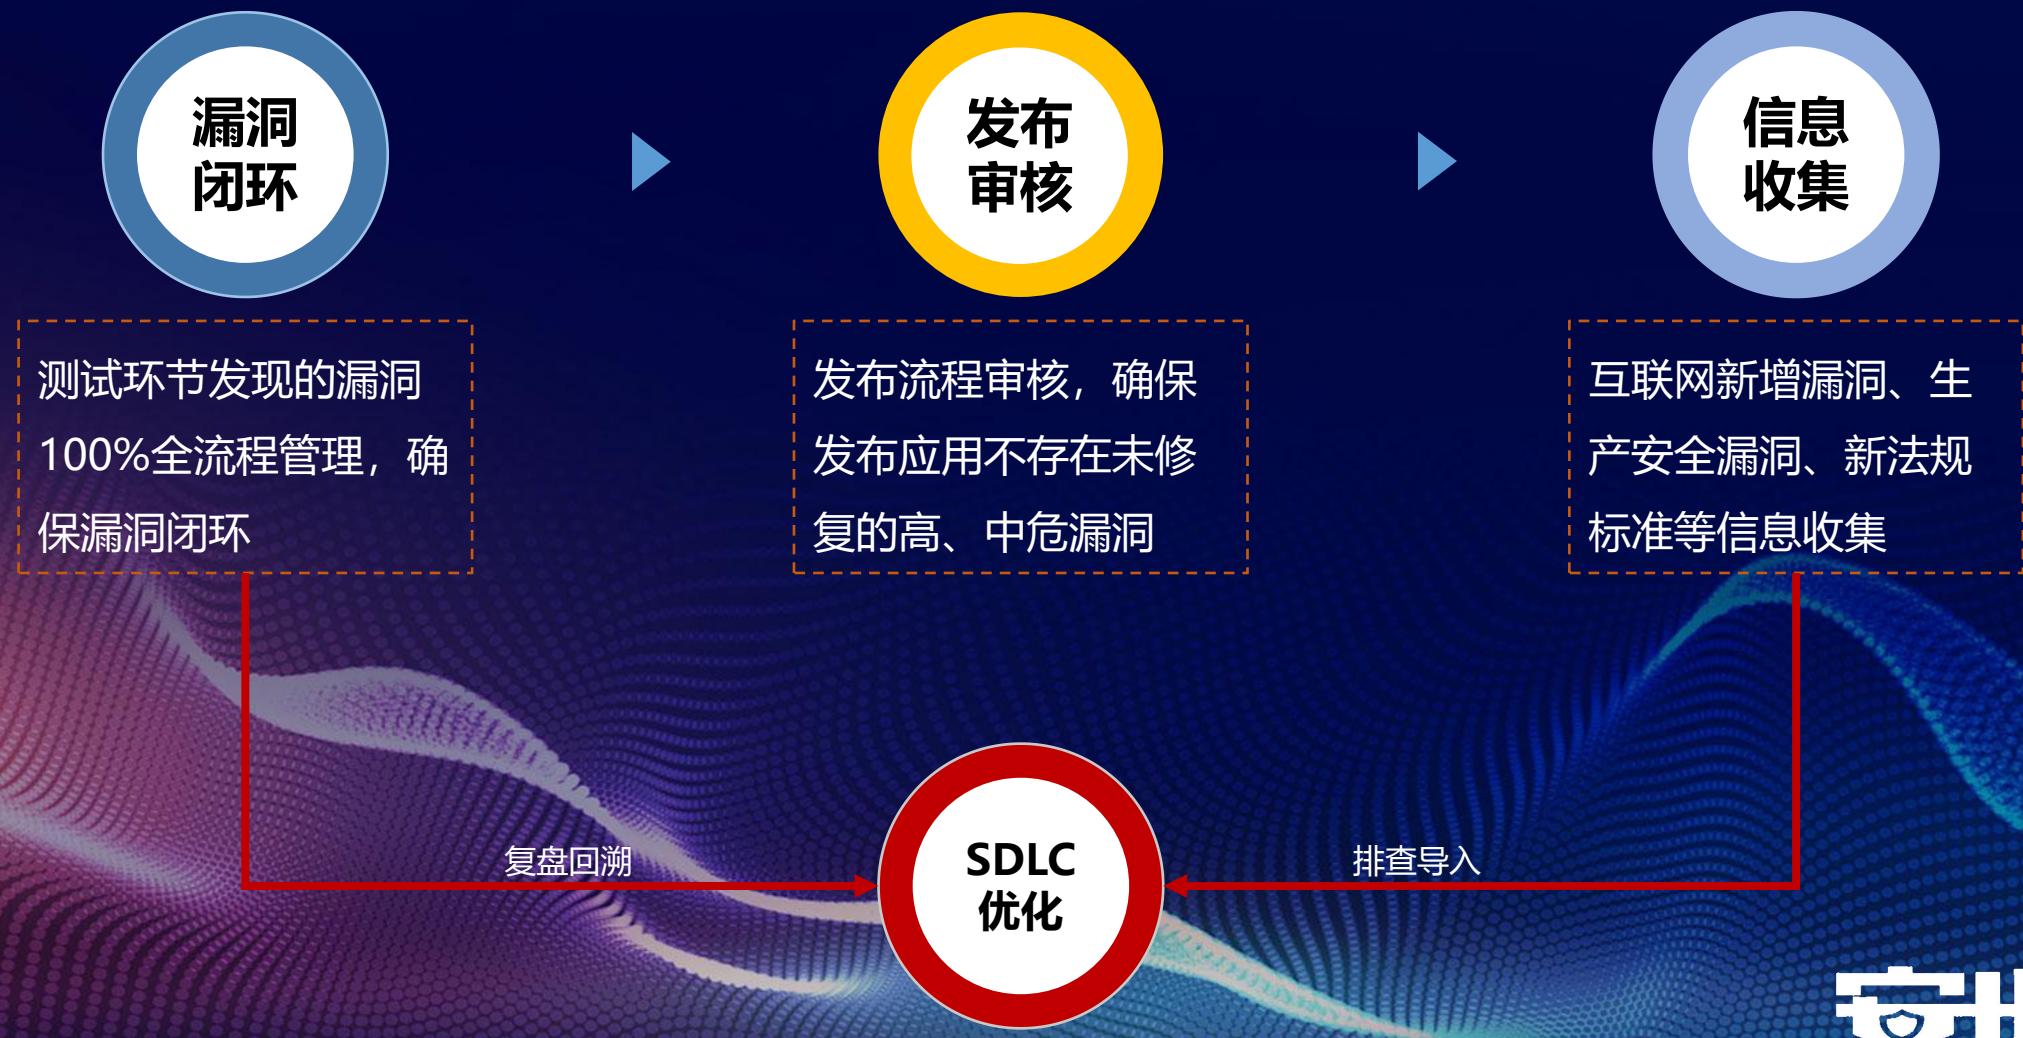 漏洞
闭环
发布
审核
信息
收集
测试环节发现的漏洞
100%全流程管理，确
保漏洞闭环
发布流程审核，确保
发布应用不存在未修
复的高、中危漏洞
互联网新增漏洞、生
产安全漏洞、新法规
标准等信息收集
复盘回溯
SDLC
优化
排查导入